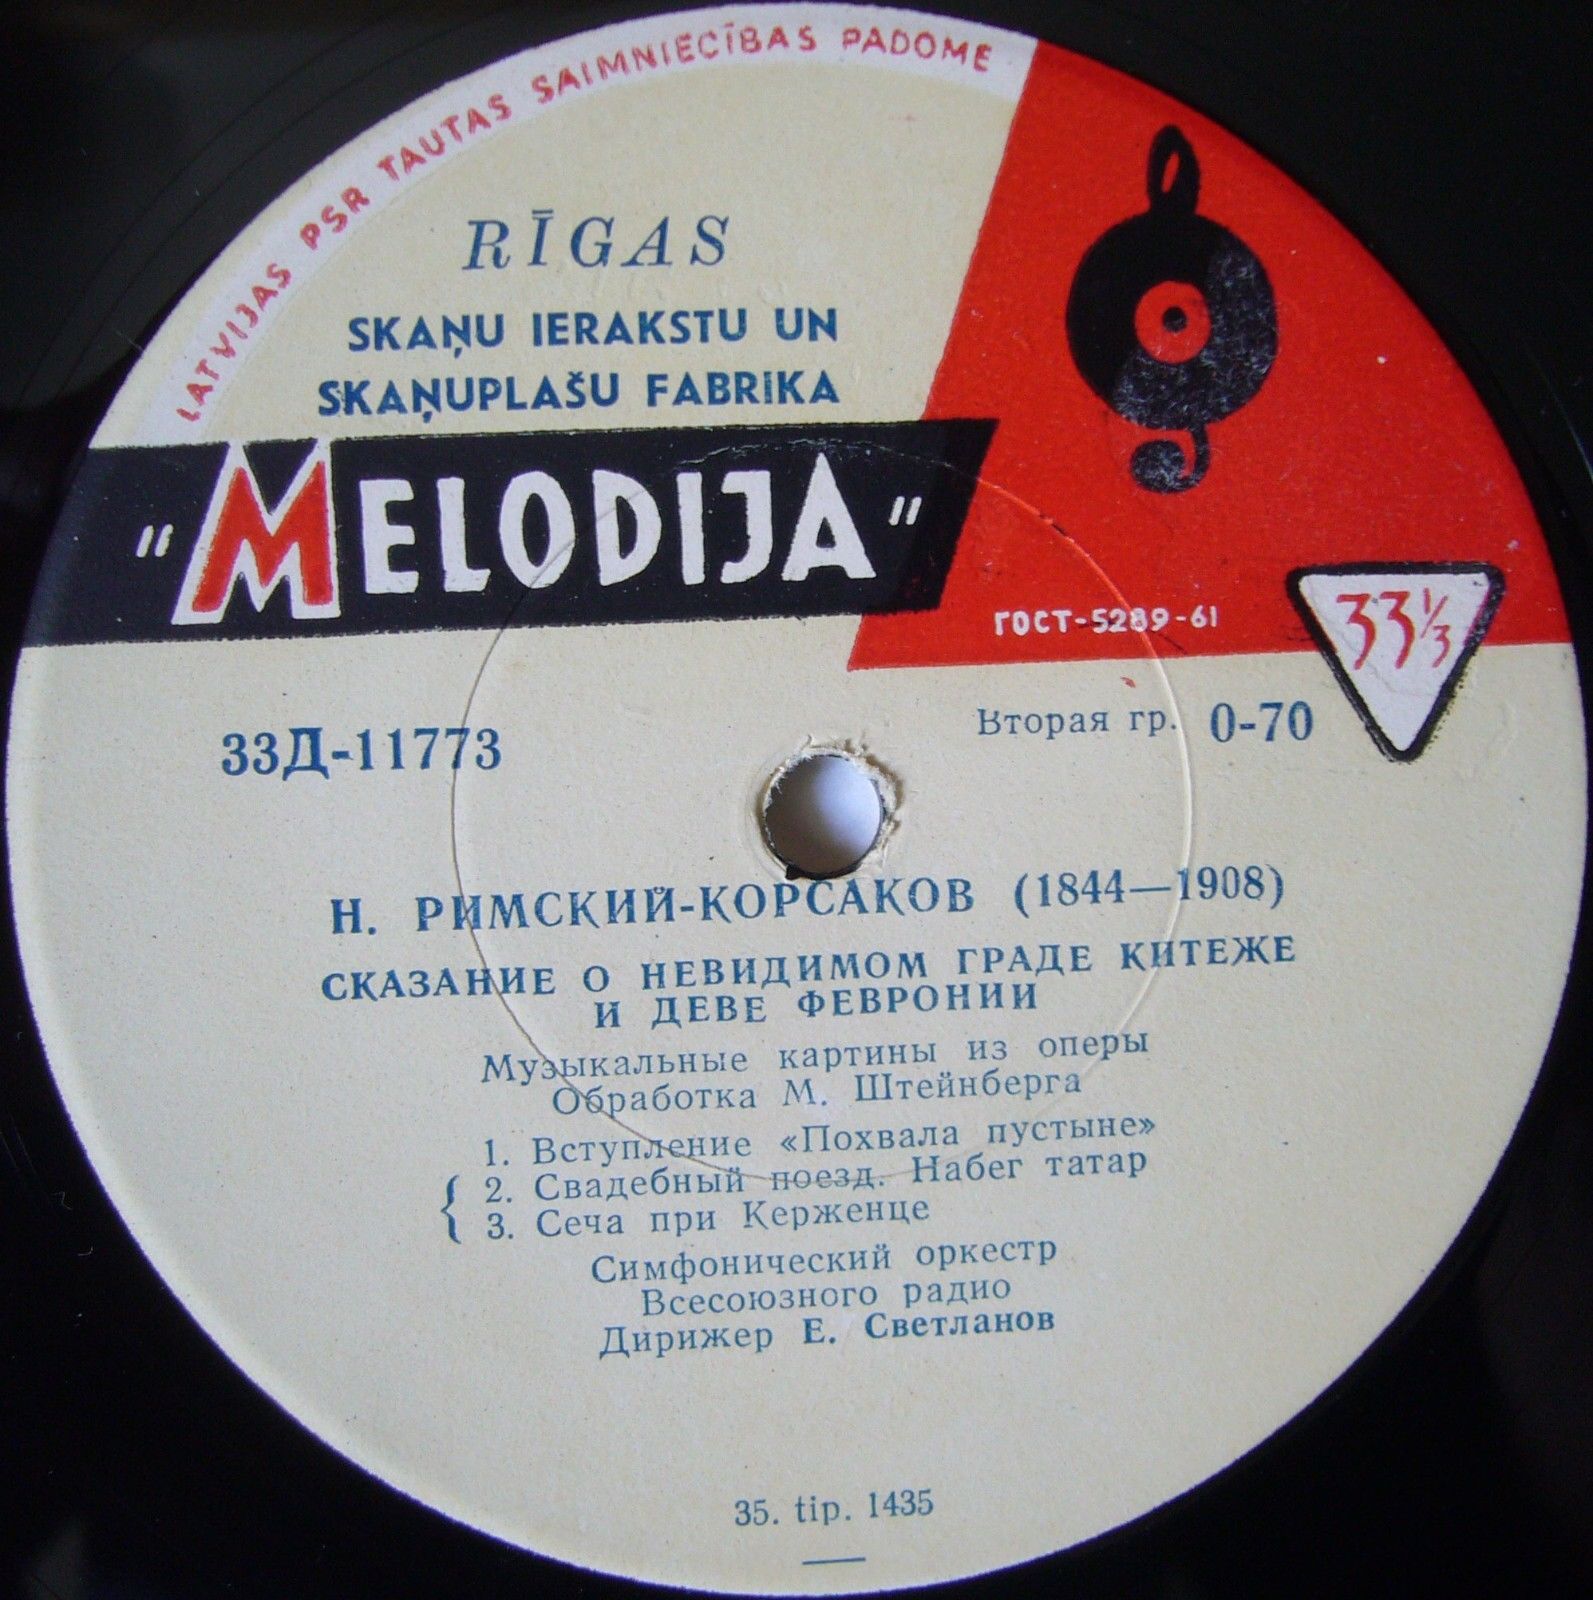 LATVIJAS PSR TAUTAS SAIMNIECĪBAS PADOME
RĪGAS
SKAŅU IERAKSTU UN
SKAŅUPLAŠU FABRIKA
"MELODIJA"
ГОСТ-5289-61
33⅓
33Д-11773
Вторая гр. 0-70
Н. РИМСКИЙ-КОРСАКОВ (1844—1908)
СКАЗАНИЕ О НЕВИДИМОМ ГРАДЕ КИТЕЖЕ
И ДЕВЕ ФЕВРОНИИ
Музыкальные картины из оперы
Обработка М. Штейнберга
1. Вступление «Похвала пустыне»
{ 2. Свадебный поезд. Набег татар
3. Сеча при Керженце
Симфонический оркестр
Всесоюзного радио
Дирижер Е. Светланов
35. tip. 1435